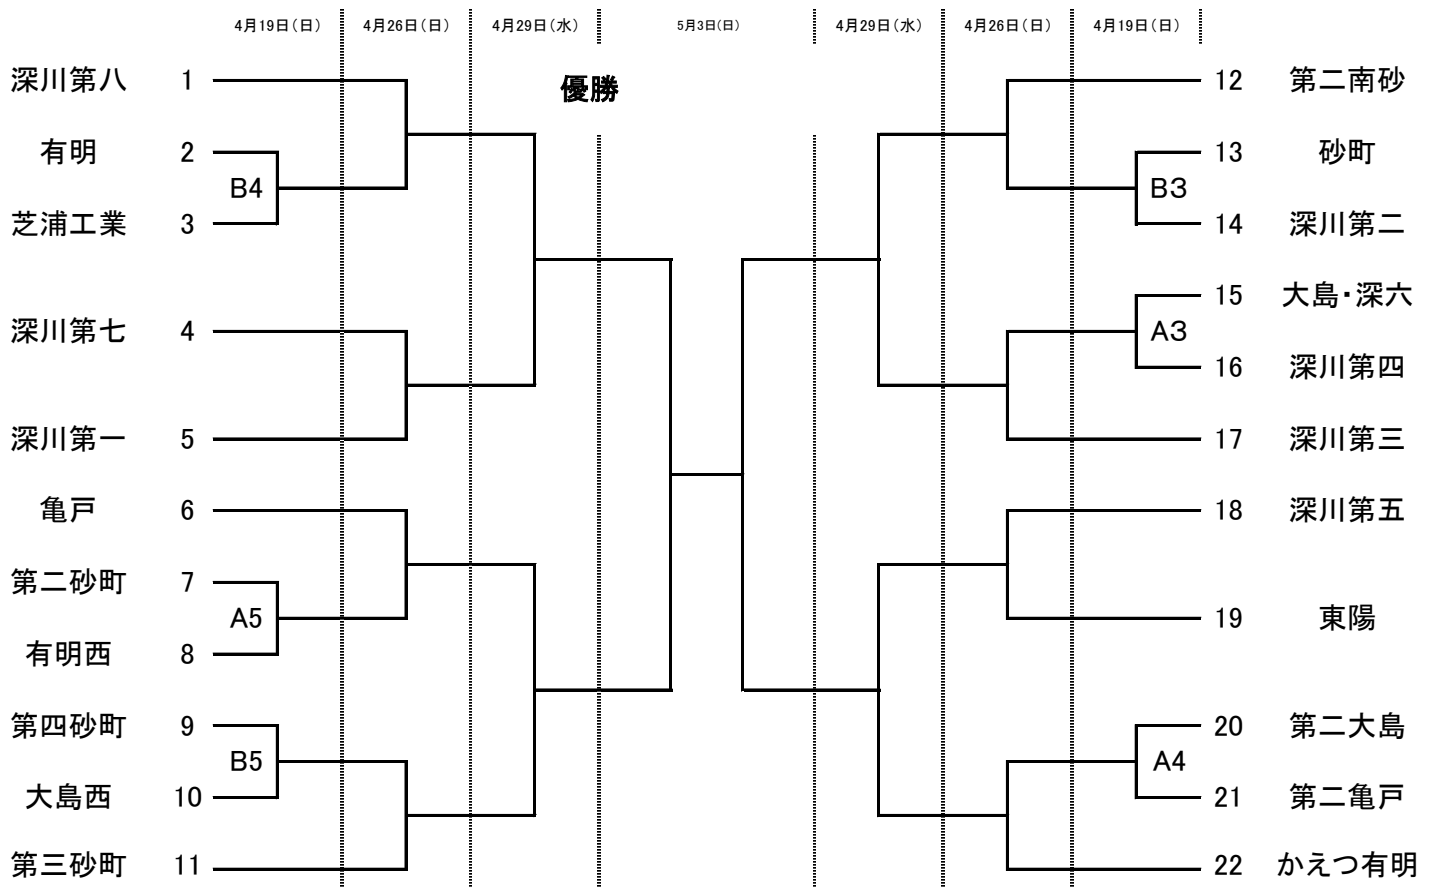 4月19日(日) 4月26日(日) 4月29日(水) 5月3日(日) 4月29日(水) 4月26日(日) 4月19日(日)
優勝
深川第八 1
有明 2
B4
芝浦工業 3
深川第七 4
深川第一 5
亀戸 6
第二砂町 7
A5
有明西 8
第四砂町 9
B5
大島西 10
第三砂町 11
12 第二南砂
13 砂町
B3
14 深川第二
15 大島・深六
A3
16 深川第四
17 深川第三
18 深川第五
19 東陽
20 第二大島
A4
21 第二亀戸
22 かえつ有明